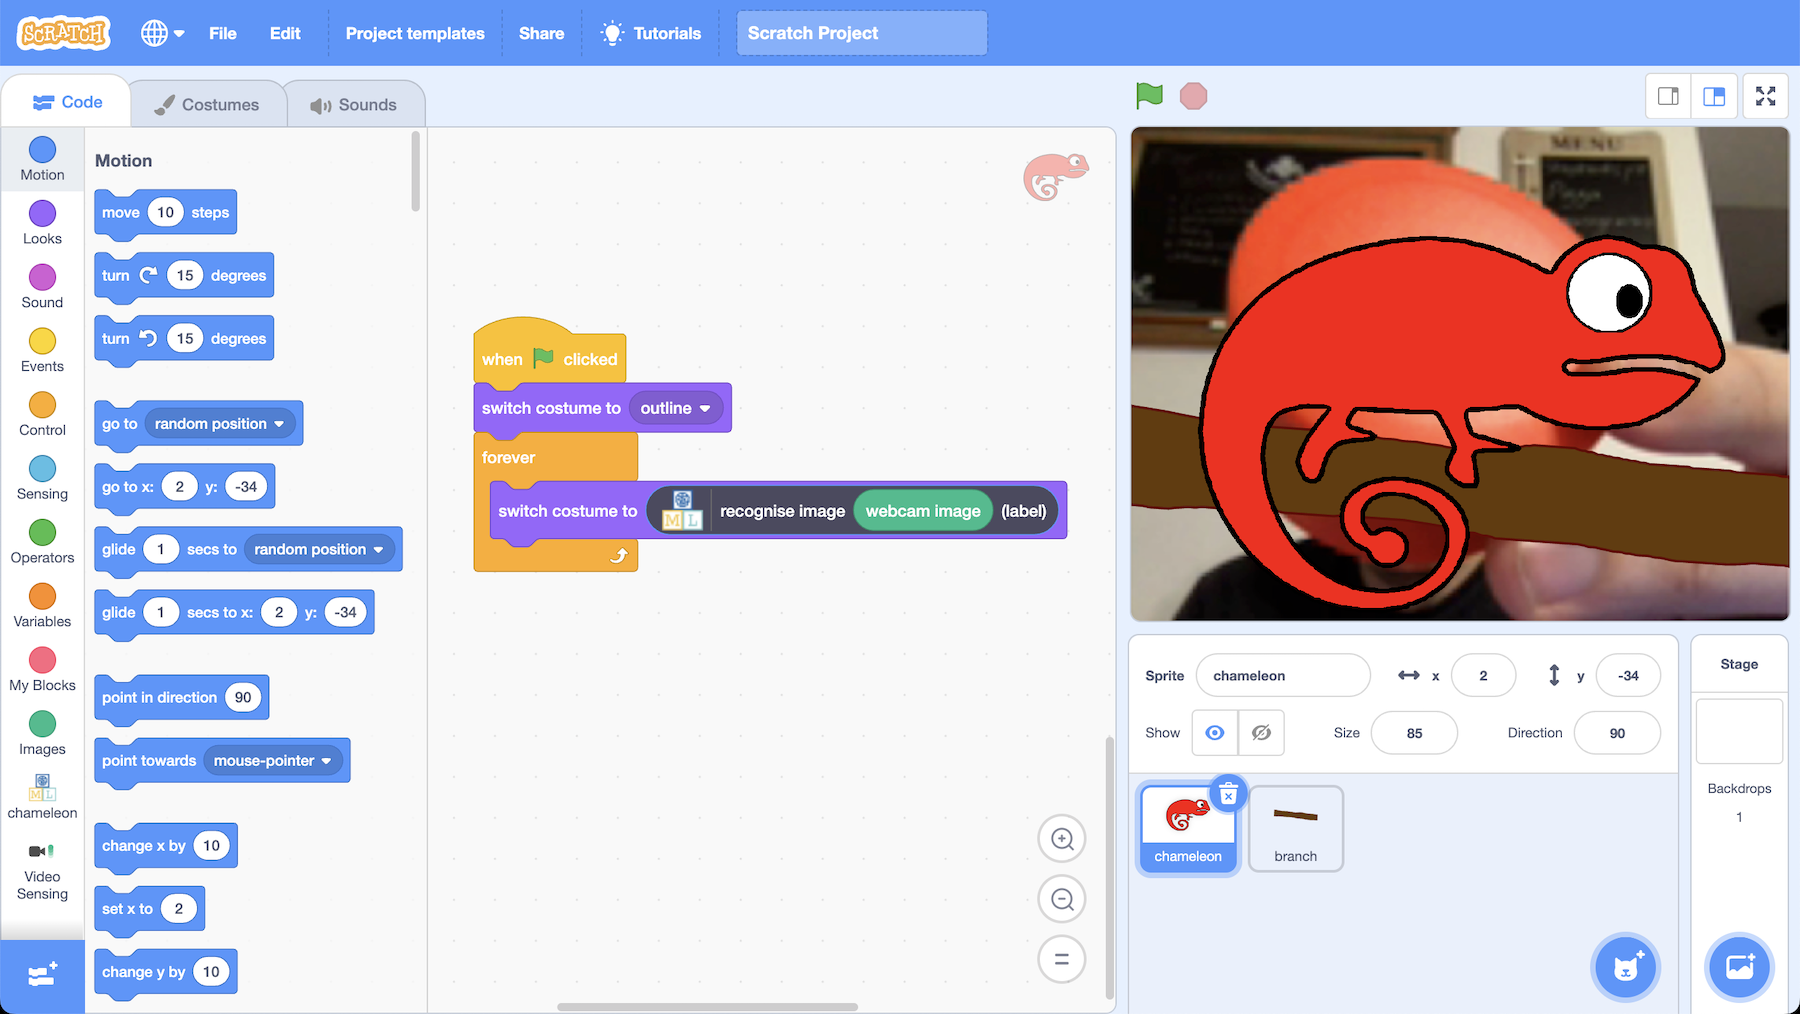 SCRATCH
File
Edit
Project templates
Share
Tutorials
Scratch Project
Code
Costumes
Sounds
Motion
Looks
Sound
Events
Control
Sensing
Operators
Variables
My Blocks
Images
ML
chameleon
Video
Sensing
Motion
move 10 steps
turn 15 degrees
turn 15 degrees
go to random position
go to x: 2 y: -34
glide 1 secs to random position
glide 1 secs to x: 2 y: -34
point in direction 90
point towards mouse-pointer
change x by 10
set x to 2
change y by 10
when clicked
switch costume to outline
forever
switch costume to ML recognise image webcam image (label)
MENU
Sprite chameleon x 2 y -34
Show Size 85 Direction 90
chameleon
branch
Stage
Backdrops
1